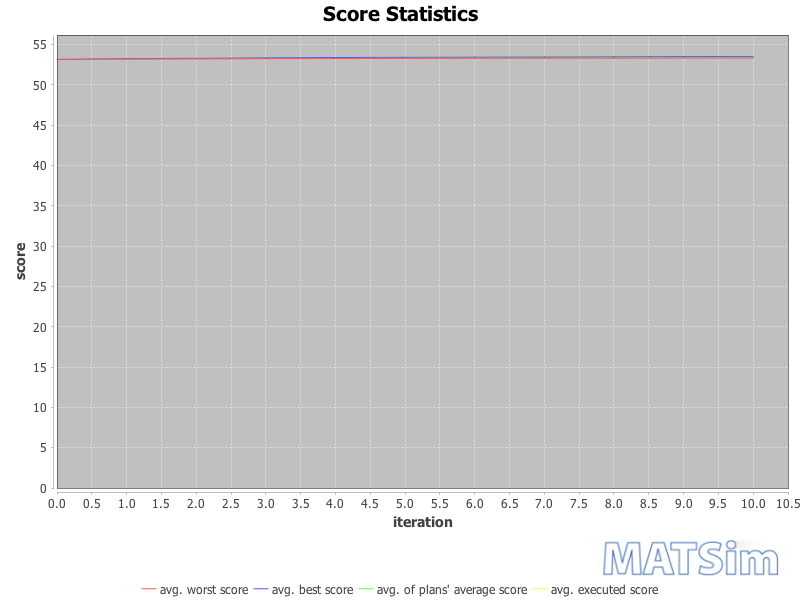 Score Statistics
55
50
45
40
35
30
25
20
15
10
5
0
score
0.0 0.5 1.0 1.5 2.0 2.5 3.0 3.5 4.0 4.5 5.0 5.5 6.0 6.5 7.0 7.5 8.0 8.5 9.0 9.5 10.0 10.5
iteration
MATSim
avg. worst score avg. best score avg. of plans' average score avg. executed score